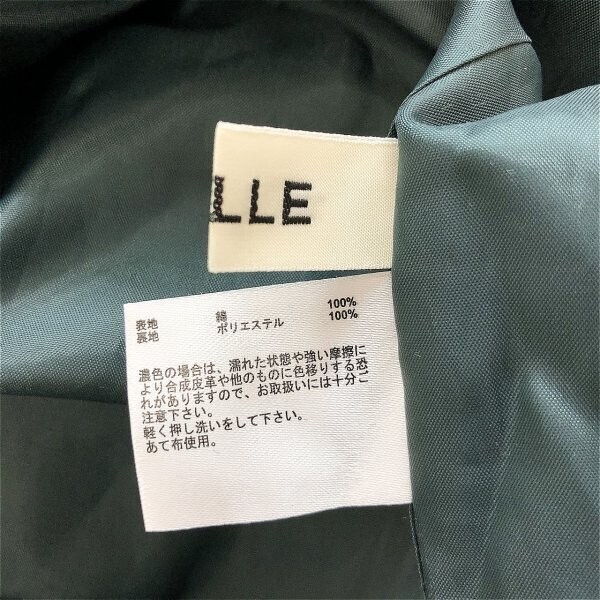 LLE
表地 綿 100%
裏地 ポリエステル 100%
濃色の場合は、濡れた状態や強い摩擦に
より合成皮革や他のものに色移りする恐
れがありますので、お取扱いには十分ご
注意下さい。
軽く押し洗いをして下さい。
あて布使用。